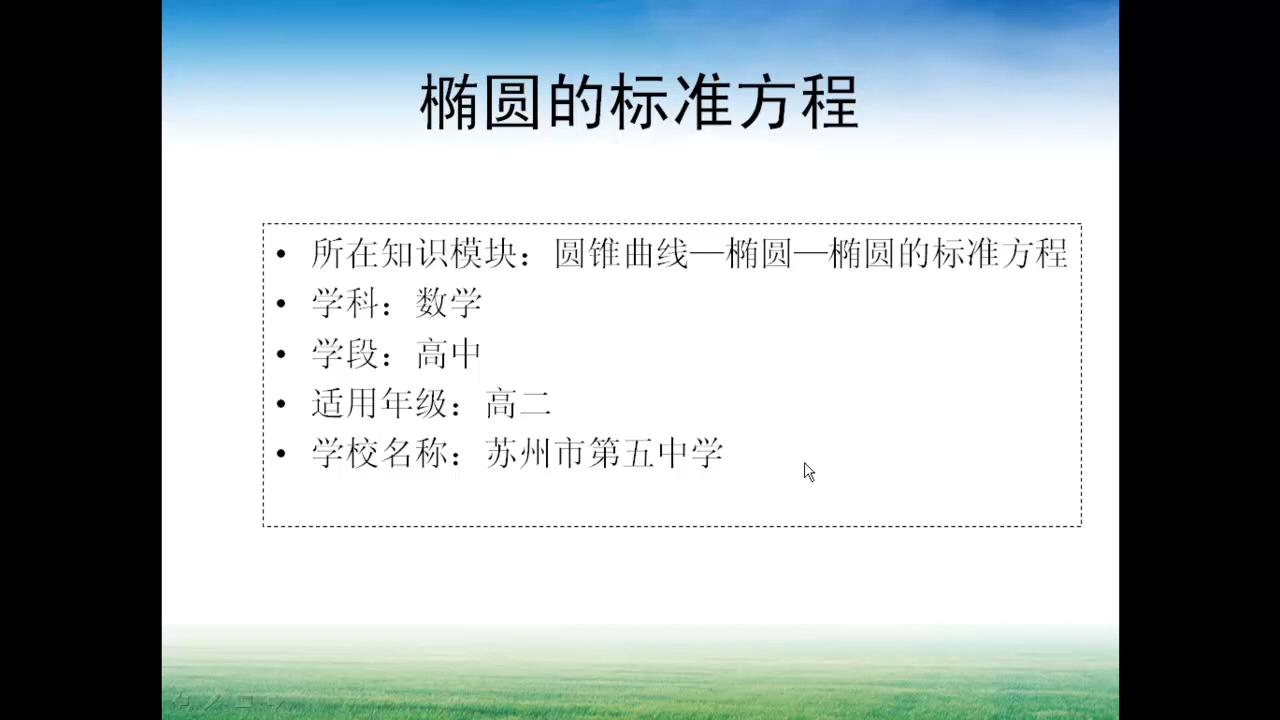 椭圆的标准方程
• 所在知识模块：圆锥曲线—椭圆—椭圆的标准方程
• 学科：数学
• 学段：高中
• 适用年级：高二
• 学校名称：苏州市第五中学